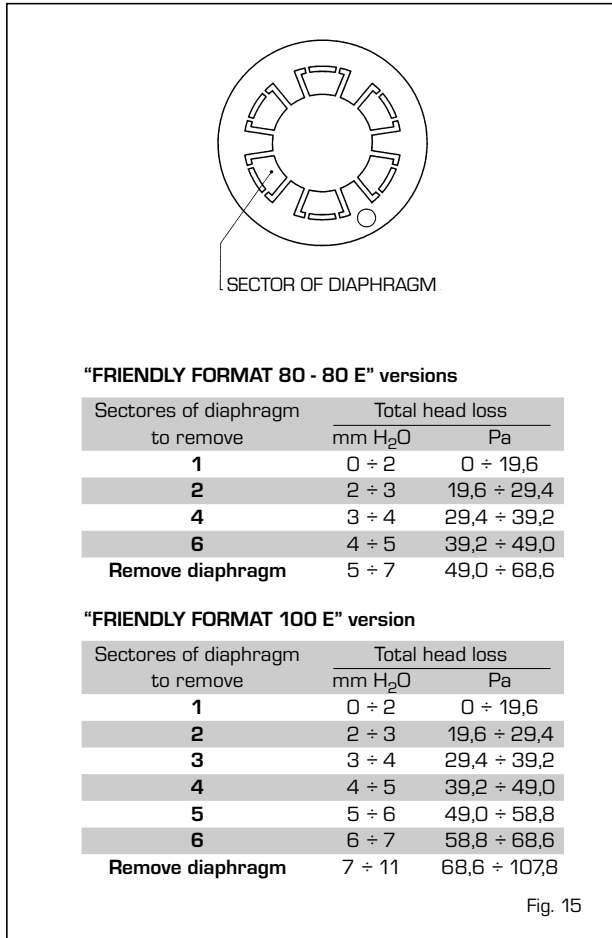 SECTOR OF DIAPHRAGM
“FRIENDLY FORMAT 80 - 80 E” versions
Sectores of diaphragm Total head loss
to remove mm H₂O Pa
1 0 ÷ 2 0 ÷ 19,6
2 2 ÷ 3 19,6 ÷ 29,4
4 3 ÷ 4 29,4 ÷ 39,2
6 4 ÷ 5 39,2 ÷ 49,0
Remove diaphragm 5 ÷ 7 49,0 ÷ 68,6
“FRIENDLY FORMAT 100 E” version
Sectores of diaphragm Total head loss
to remove mm H₂O Pa
1 0 ÷ 2 0 ÷ 19,6
2 2 ÷ 3 19,6 ÷ 29,4
3 3 ÷ 4 29,4 ÷ 39,2
4 4 ÷ 5 39,2 ÷ 49,0
5 5 ÷ 6 49,0 ÷ 58,8
6 6 ÷ 7 58,8 ÷ 68,6
Remove diaphragm 7 ÷ 11 68,6 ÷ 107,8
Fig. 15